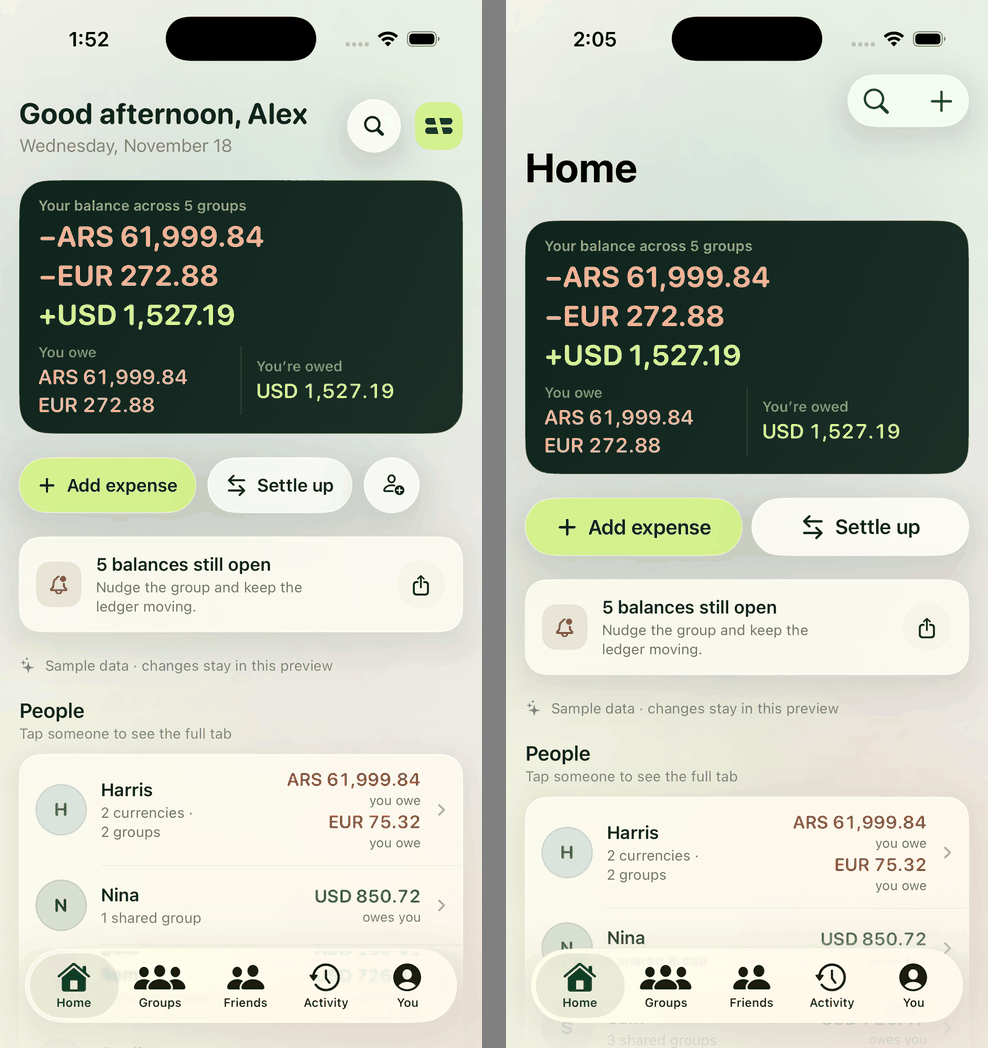 1:52
Good afternoon, Alex
Wednesday, November 18
Your balance across 5 groups
−ARS 61,999.84
−EUR 272.88
+USD 1,527.19
You owe
ARS 61,999.84
EUR 272.88
You're owed
USD 1,527.19
Add expense
Settle up
5 balances still open
Nudge the group and keep the
ledger moving.
Sample data · changes stay in this preview
People
Tap someone to see the full tab
H
Harris
2 currencies ·
2 groups
ARS 61,999.84
you owe
EUR 75.32
you owe
N
Nina
1 shared group
USD 850.72
owes you
Home
Groups
Friends
Activity
You
2:05
Home
Your balance across 5 groups
−ARS 61,999.84
−EUR 272.88
+USD 1,527.19
You owe
ARS 61,999.84
EUR 272.88
You're owed
USD 1,527.19
Add expense
Settle up
5 balances still open
Nudge the group and keep the
ledger moving.
Sample data · changes stay in this preview
People
Tap someone to see the full tab
H
Harris
2 currencies ·
2 groups
ARS 61,999.84
you owe
EUR 75.32
you owe
N
Nina
USD 850.72
Home
Groups
Friends
Activity
You
S
3 shared groups
owes you